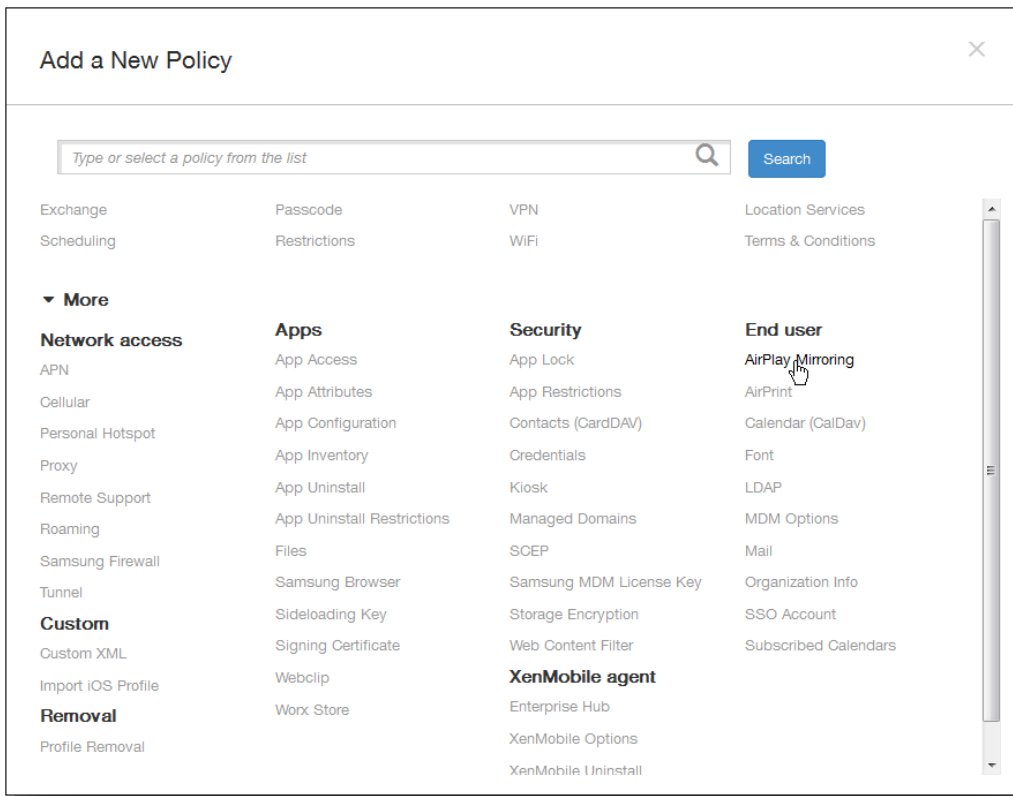 Add a New Policy
Type or select a policy from the list
Search
Exchange
Passcode
VPN
Location Services
Scheduling
Restrictions
WiFi
Terms & Conditions
More
Network access
APN
Cellular
Personal Hotspot
Proxy
Remote Support
Roaming
Samsung Firewall
Tunnel
Custom
Custom XML
Import iOS Profile
Removal
Profile Removal
Apps
App Access
App Attributes
App Configuration
App Inventory
App Uninstall
App Uninstall Restrictions
Files
Samsung Browser
Sideloading Key
Signing Certificate
Webclip
Worx Store
Security
App Lock
App Restrictions
Contacts (CardDAV)
Credentials
Kiosk
Managed Domains
SCEP
Samsung MDM License Key
Storage Encryption
Web Content Filter
XenMobile agent
Enterprise Hub
XenMobile Options
XenMobile Uninstall
End user
AirPlay Mirroring
AirPrint
Calendar (CalDav)
Font
LDAP
MDM Options
Mail
Organization Info
SSO Account
Subscribed Calendars